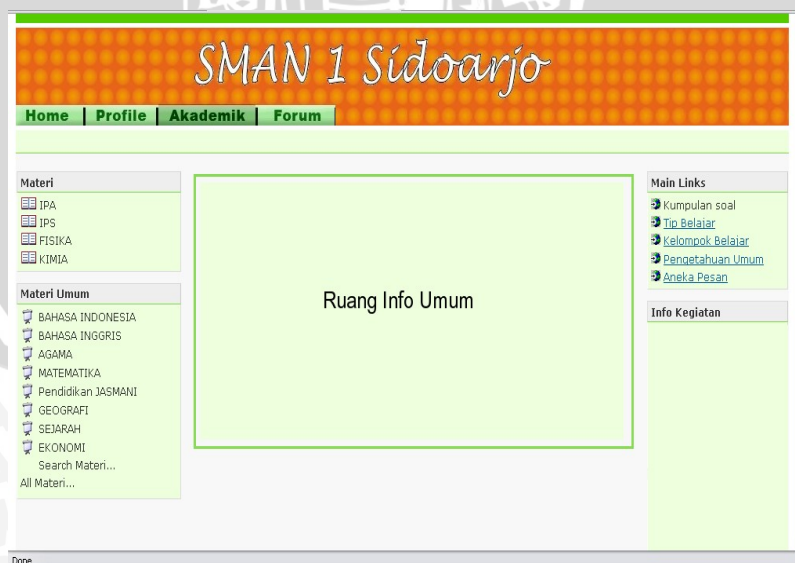 SMAN 1 Sidoarjo
Home Profile Akademik Forum
Materi
IPA
IPS
FISIKA
KIMIA
Materi Umum
BAHASA INDONESIA
BAHASA INGGRIS
AGAMA
MATEMATIKA
Pendidikan JASMANI
GEOGRAFI
SEJARAH
EKONOMI
Search Materi...
All Materi...
Ruang Info Umum
Main Links
Kumpulan soal
Tip Belajar
Kelompok Belajar
Pengetahuan Umum
Aneka Pesan
Info Kegiatan
Done